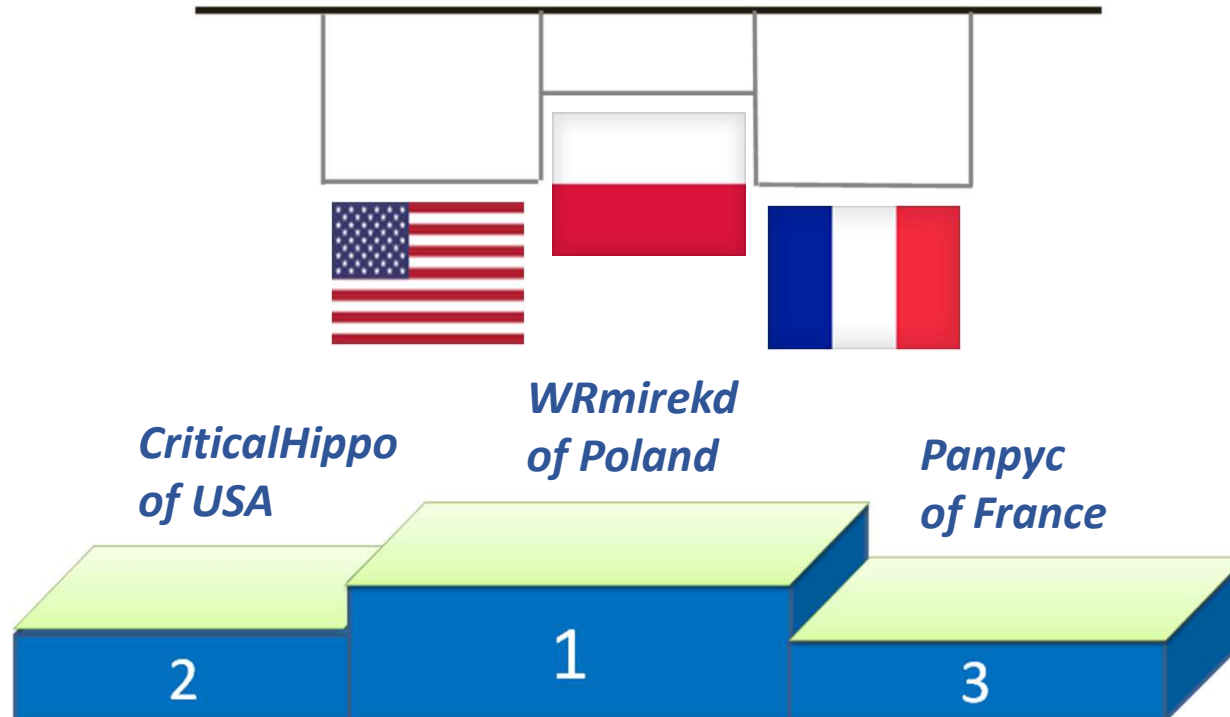 WRmirekd
of Poland
CriticalHippo
of USA
Panpyc
of France
2
1
3